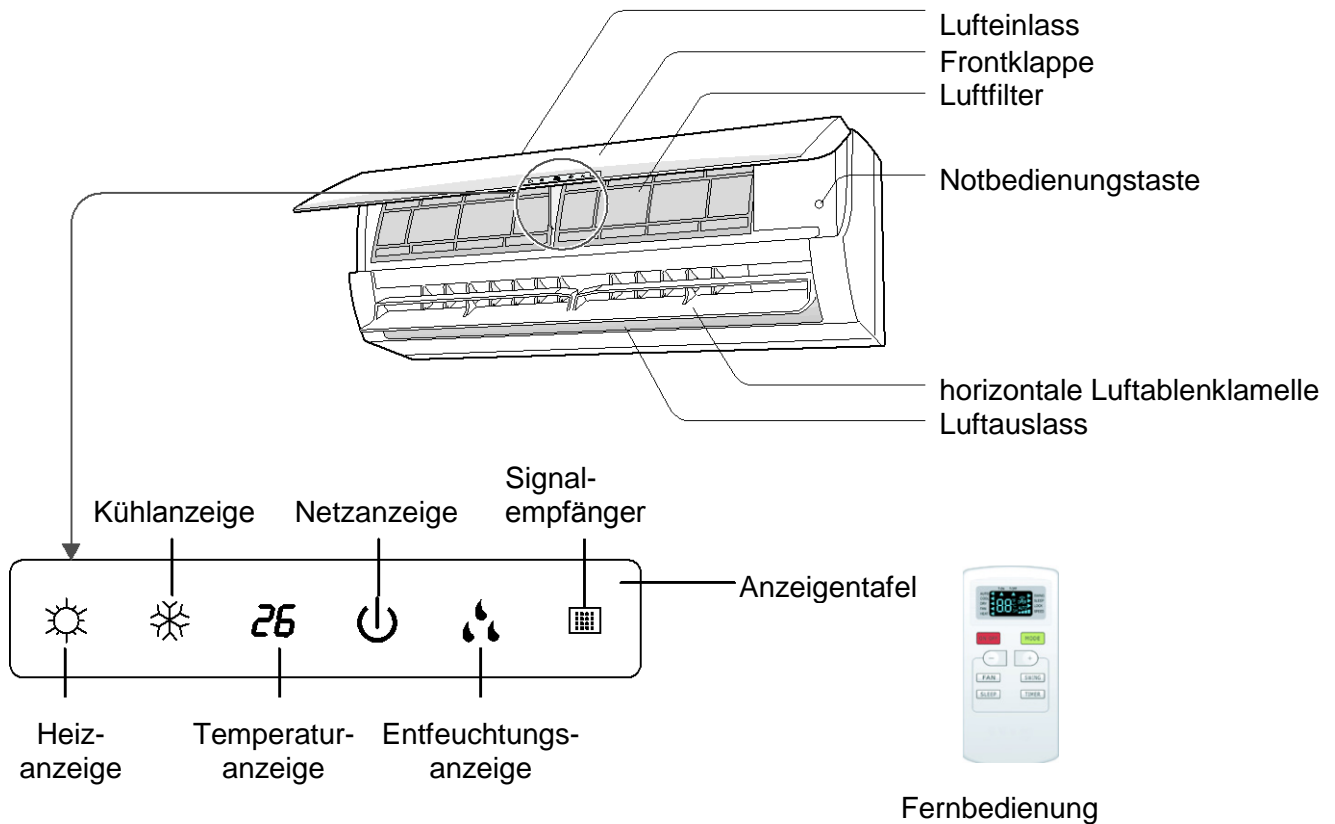 Lufteinlass
Frontklappe
Luftfilter
Notbedienungstaste
horizontale Luftablenklamelle
Luftauslass
Signal-
empfänger
Kühlanzeige
Netzanzeige
Anzeigentafel
26
Heiz-
anzeige
Temperatur-
anzeige
Entfeuchtungs-
anzeige
MODE
FAN
SWING
SLEEP
TIMER
Fernbedienung